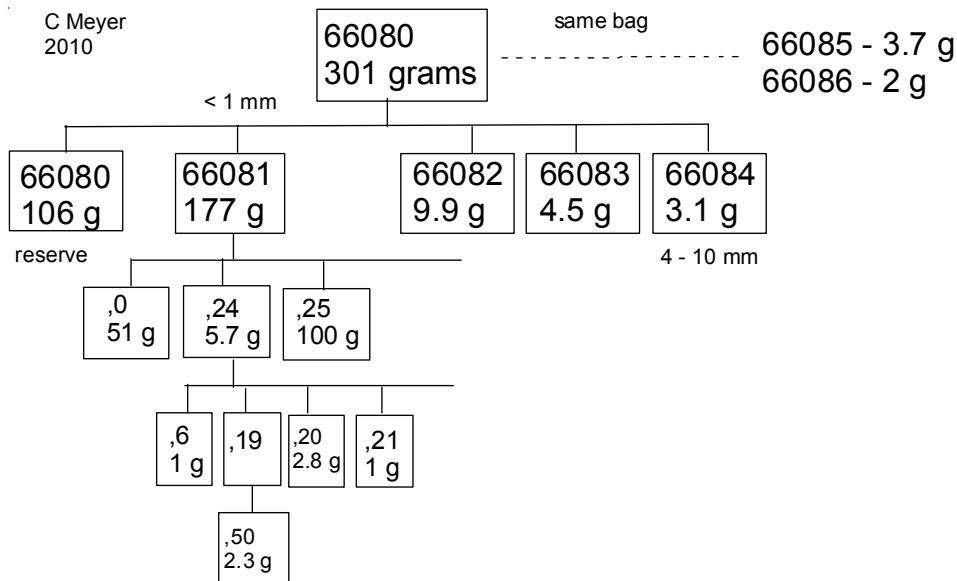 C Meyer
2010
66080
301 grams
same bag
66085 - 3.7 g
66086 - 2 g
< 1 mm
66080
106 g
66081
177 g
66082
9.9 g
66083
4.5 g
66084
3.1 g
reserve
4 - 10 mm
,0
51 g
,24
5.7 g
,25
100 g
,6
1 g
,19
,20
2.8 g
,21
1 g
,50
2.3 g